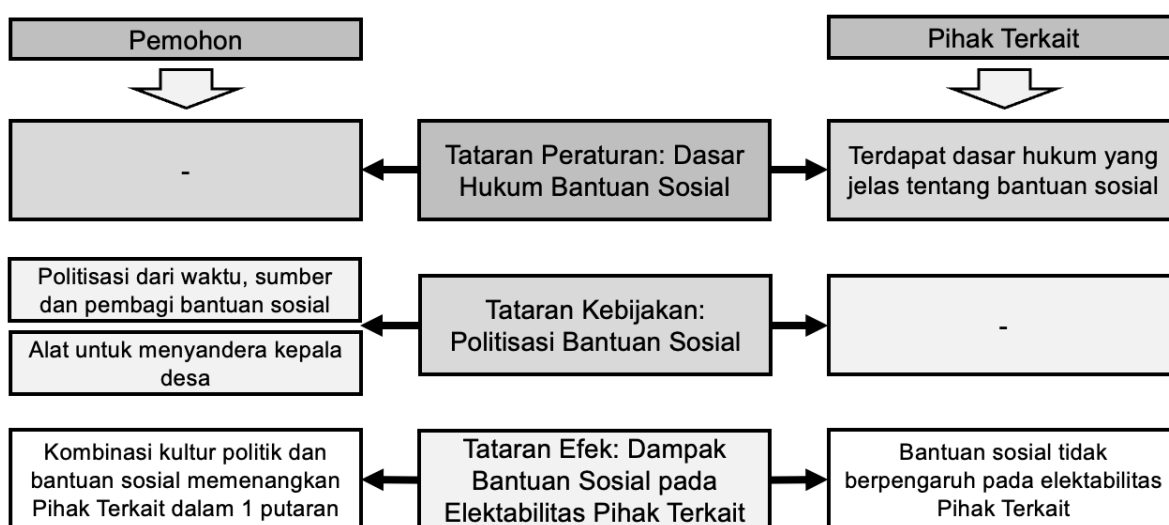 Pemohon
Pihak Terkait
-
Tataran Peraturan: Dasar
Hukum Bantuan Sosial
Terdapat dasar hukum yang
jelas tentang bantuan sosial
Politisasi dari waktu, sumber
dan pembagi bantuan sosial
Alat untuk menyandera kepala
desa
Tataran Kebijakan:
Politisasi Bantuan Sosial
-
Kombinasi kultur politik dan
bantuan sosial memenangkan
Pihak Terkait dalam 1 putaran
Tataran Efek: Dampak
Bantuan Sosial pada
Elektabilitas Pihak Terkait
Bantuan sosial tidak
berpengaruh pada elektabilitas
Pihak Terkait